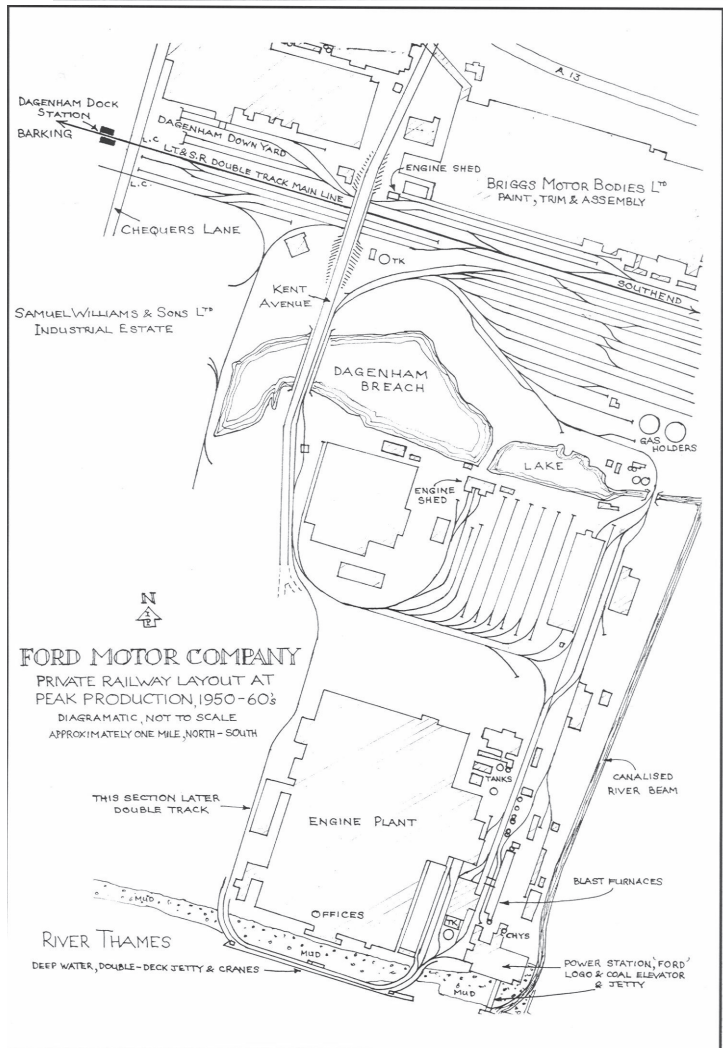 A 13
DAGENHAM DOCK
STATION
BARKING
L.C
DAGENHAM DOWN YARD
L.T.& S.R DOUBLE TRACK MAIN LINE
L.C.
ENGINE SHED
BRIGGS MOTOR BODIES LTD
PAINT, TRIM & ASSEMBLY
CHEQUERS LANE
TK
KENT
AVENUE
SOUTHEND
SAMUEL WILLIAMS & SONS LTD
INDUSTRIAL ESTATE
DAGENHAM
BREACH
GAS
HOLDERS
LAKE
ENGINE
SHED
N
FORD MOTOR COMPANY
PRIVATE RAILWAY LAYOUT AT
PEAK PRODUCTION, 1950-60's
DIAGRAMATIC, NOT TO SCALE
APPROXIMATELY ONE MILE, NORTH-SOUTH
TANKS
CANALISED
RIVER BEAM
THIS SECTION LATER
DOUBLE TRACK
ENGINE PLANT
BLAST FURNACES
MUD
OFFICES
TK
CHYS
RIVER THAMES
MUD
DEEP WATER, DOUBLE-DECK JETTY & CRANES
POWER STATION, 'FORD'
LOGO & COAL ELEVATOR
& JETTY
MUD